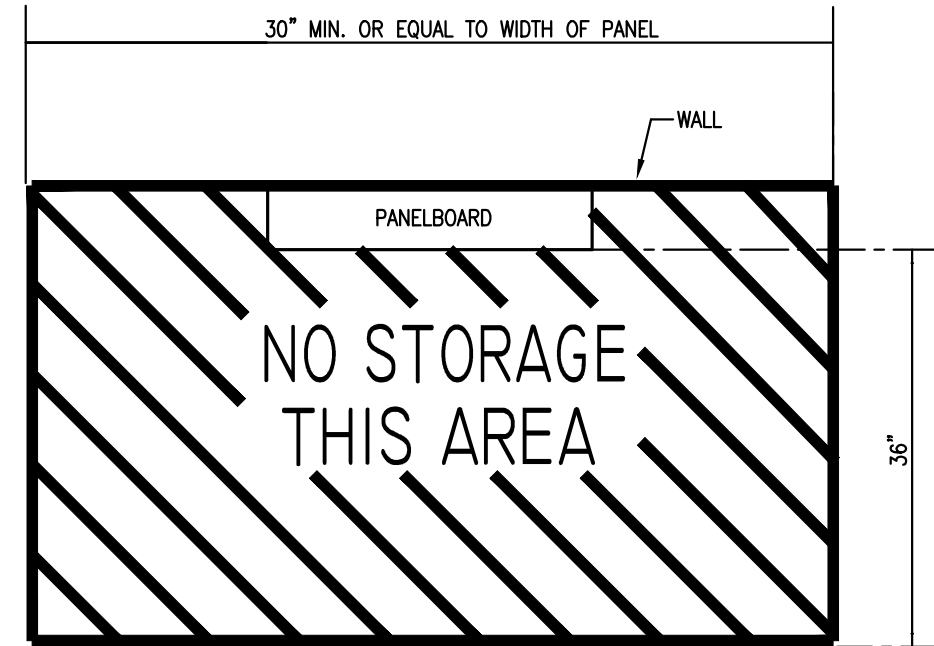 30" MIN. OR EQUAL TO WIDTH OF PANEL
WALL
PANELBOARD
NO STORAGE
THIS AREA
36"